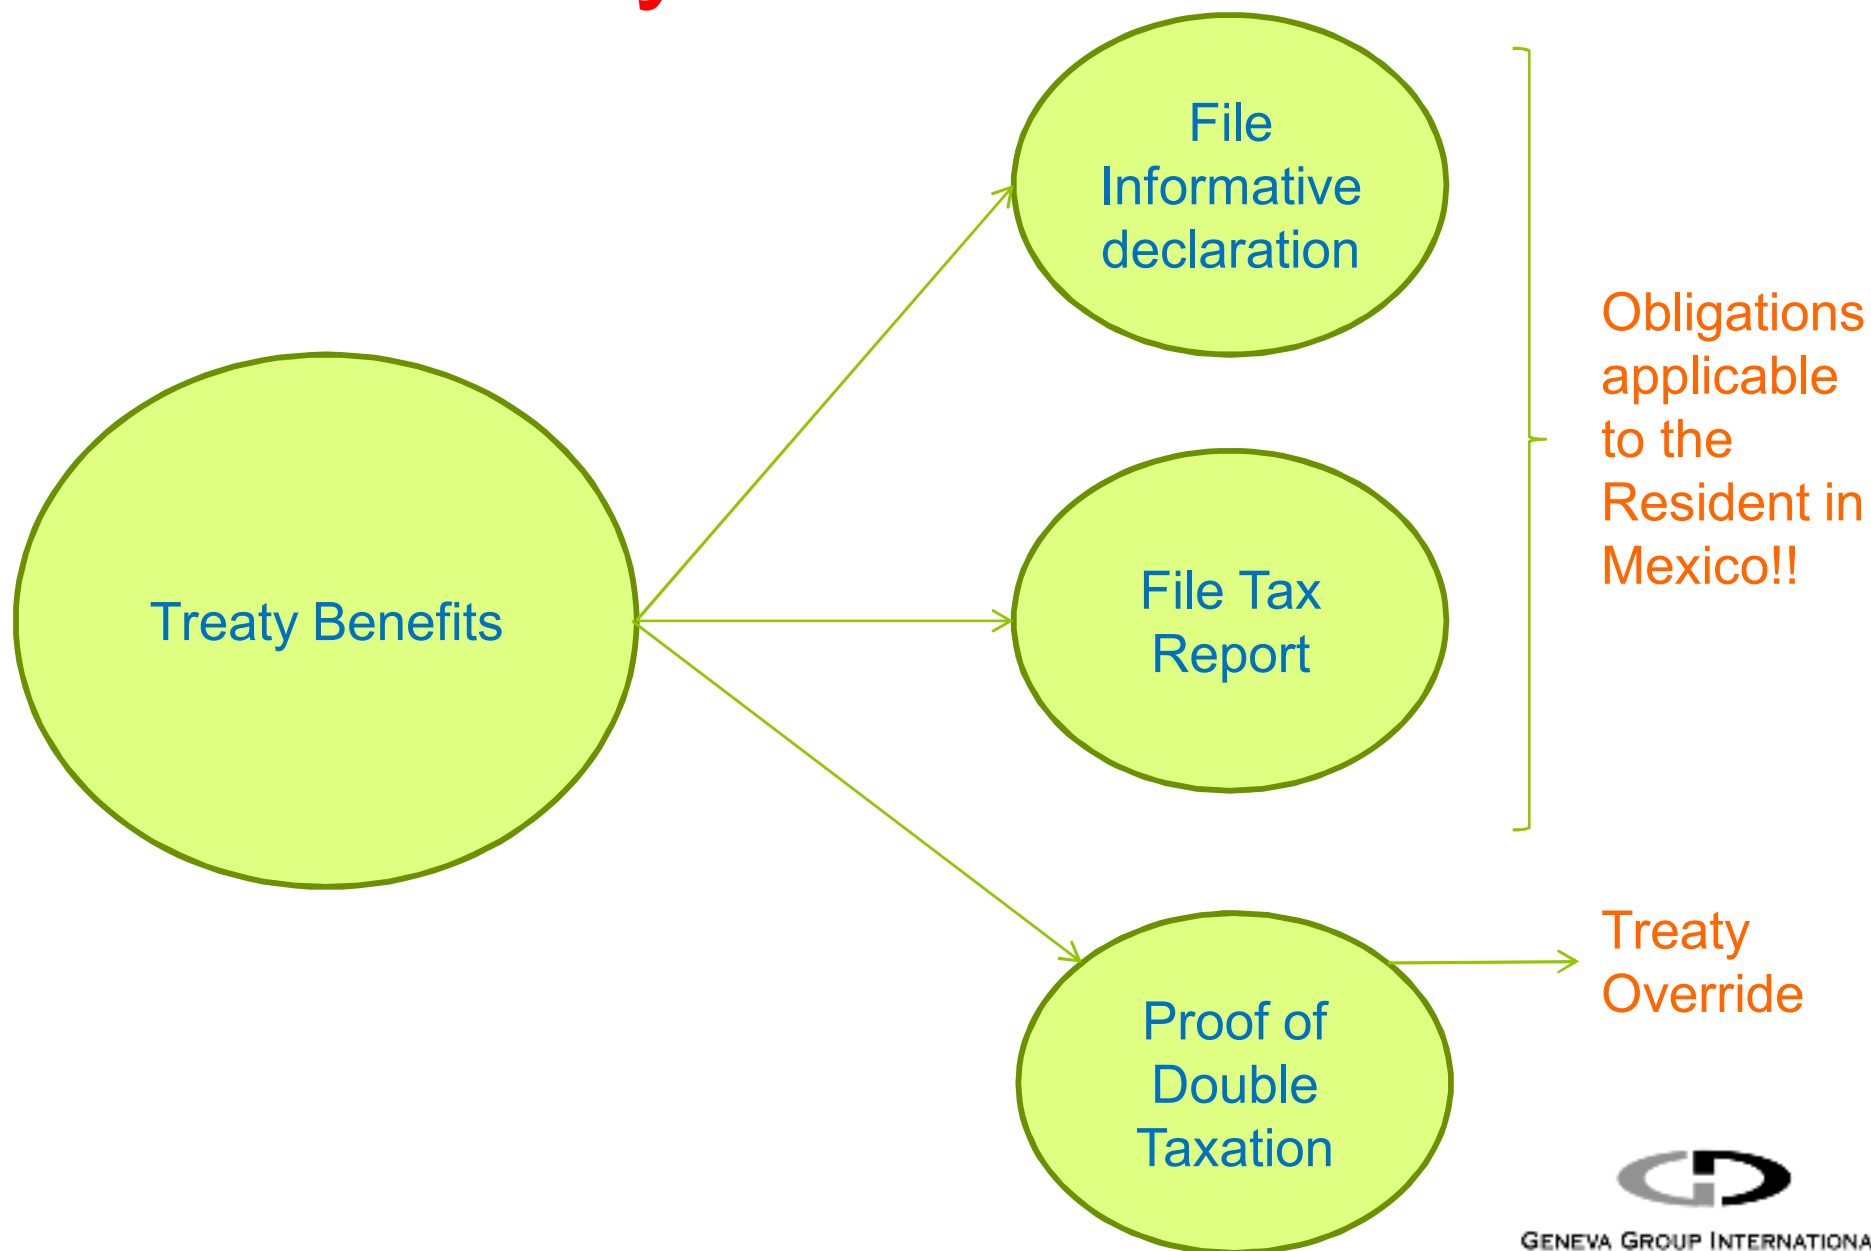 Treaty Benefits
File
Informative
declaration
File Tax
Report
Proof of
Double
Taxation
Obligations
applicable
to the
Resident in
Mexico!!
Treaty
Override
GENEVA GROUP INTERNATIONA